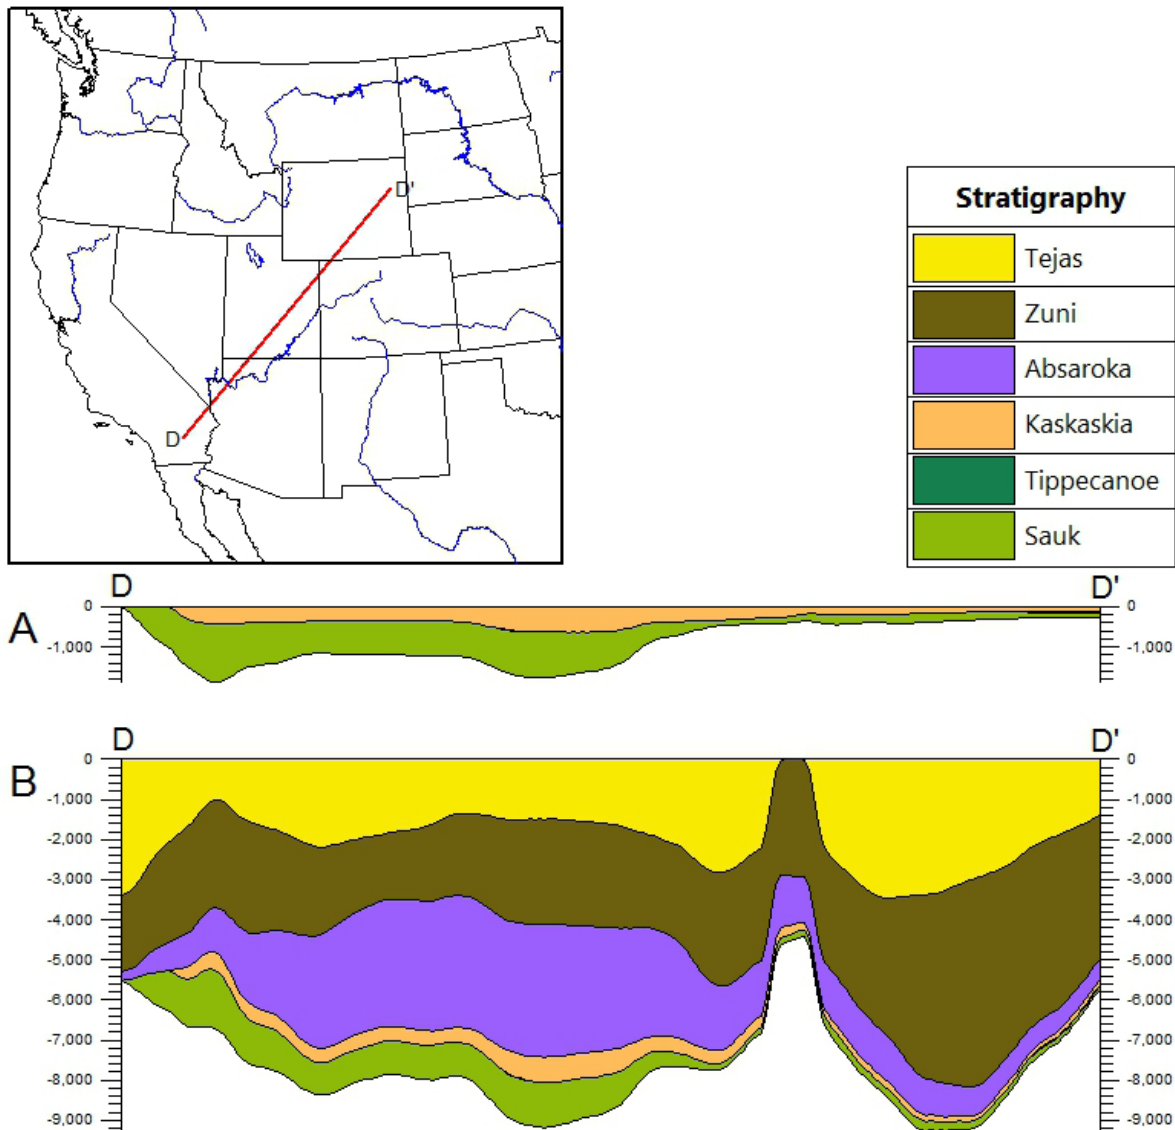 D'
D
Stratigraphy
Tejas
Zuni
Absaroka
Kaskaskia
Tippecanoe
Sauk
D D'
A
0 0
-1,000 -1,000
D D'
B
0 0
-1,000 -1,000
-2,000 -2,000
-3,000 -3,000
-4,000 -4,000
-5,000 -5,000
-6,000 -6,000
-7,000 -7,000
-8,000 -8,000
-9,000 -9,000